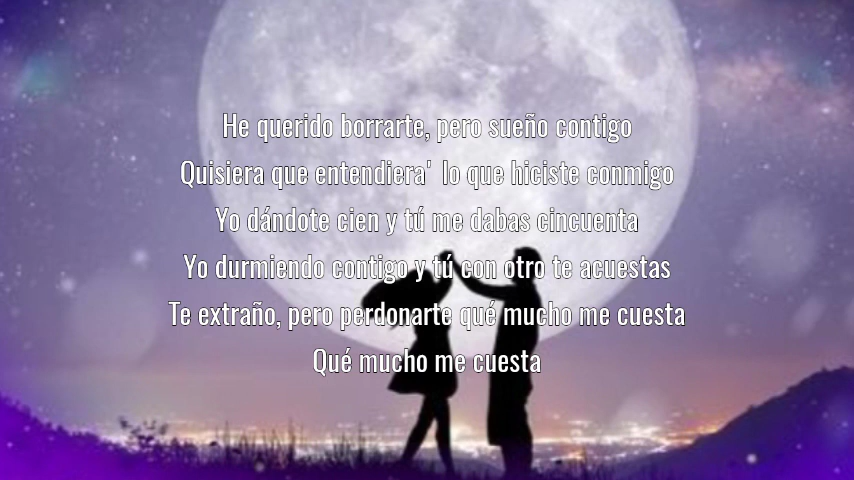 He querido borrarte, pero sueño contigo
Quisiera que entendiera' lo que hiciste conmigo
Yo dándote cien y tú me dabas cincuenta
Yo durmiendo contigo y tú con otro te acuestas
Te extraño, pero perdonarte qué mucho me cuesta
Qué mucho me cuesta